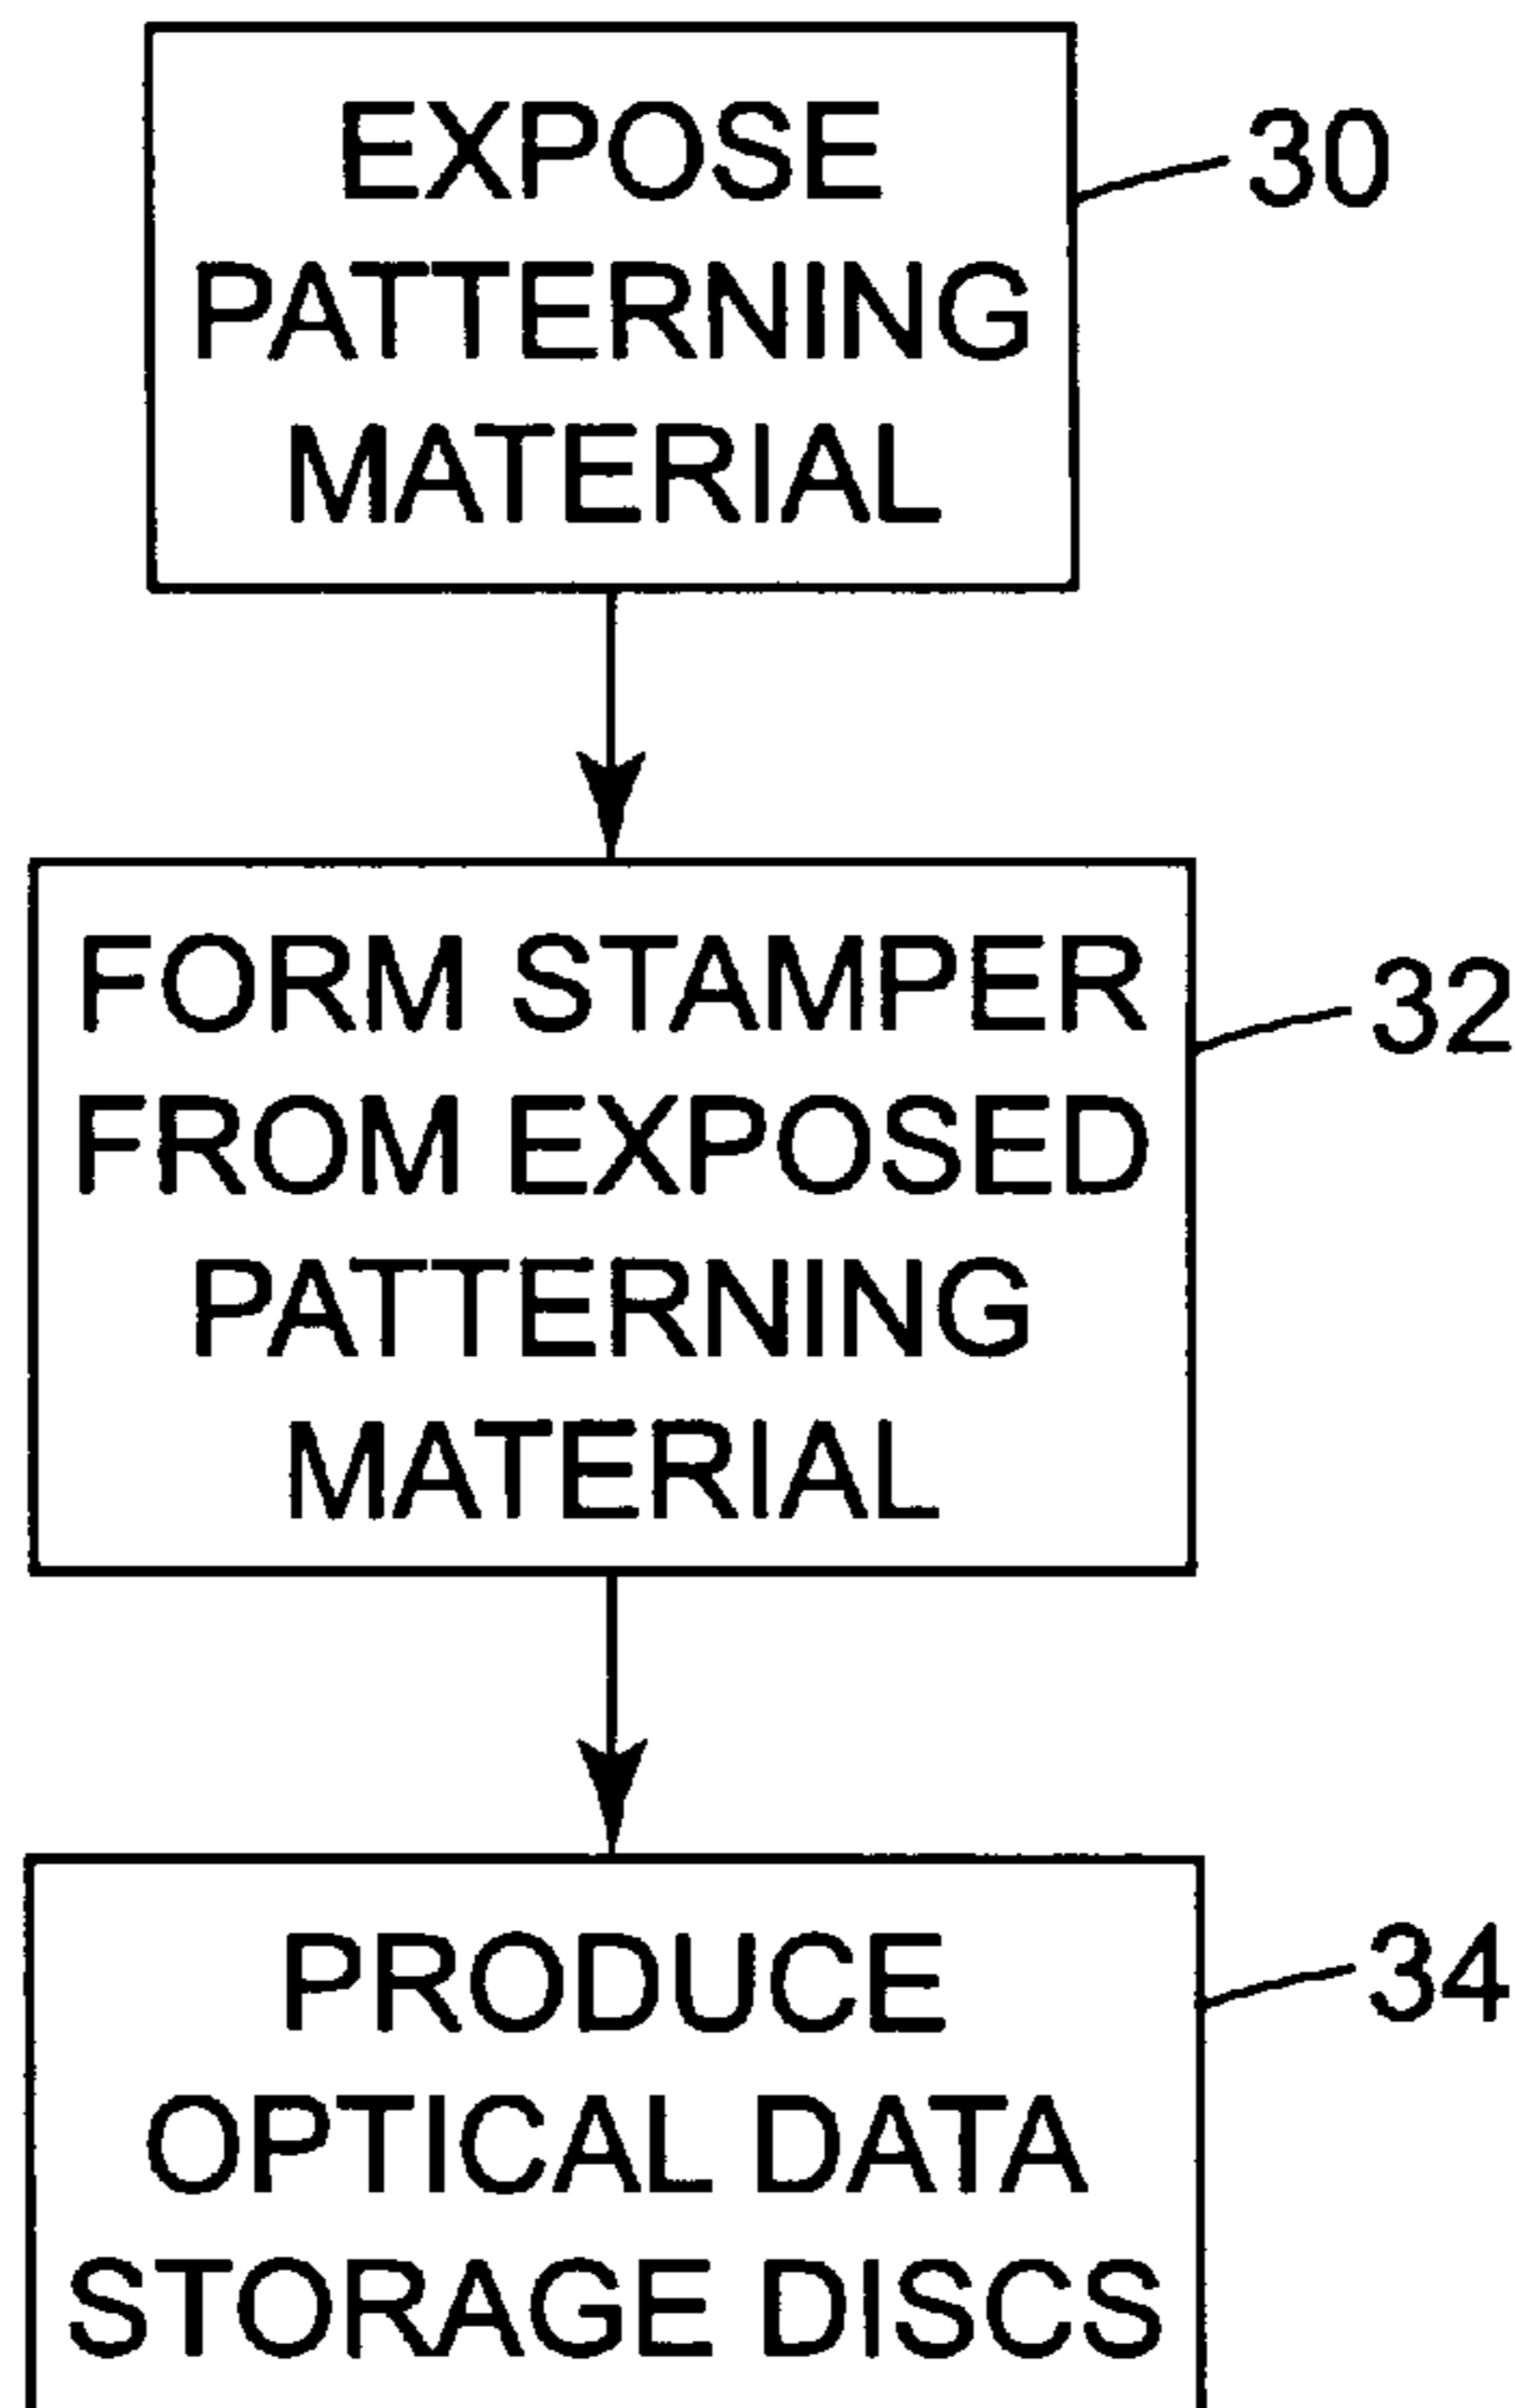 EXPOSE
PATTERNING
MATERIAL
30
FORM STAMPER
FROM EXPOSED
PATTERNING
MATERIAL
32
PRODUCE
OPTICAL DATA
STORAGE DISCS
34